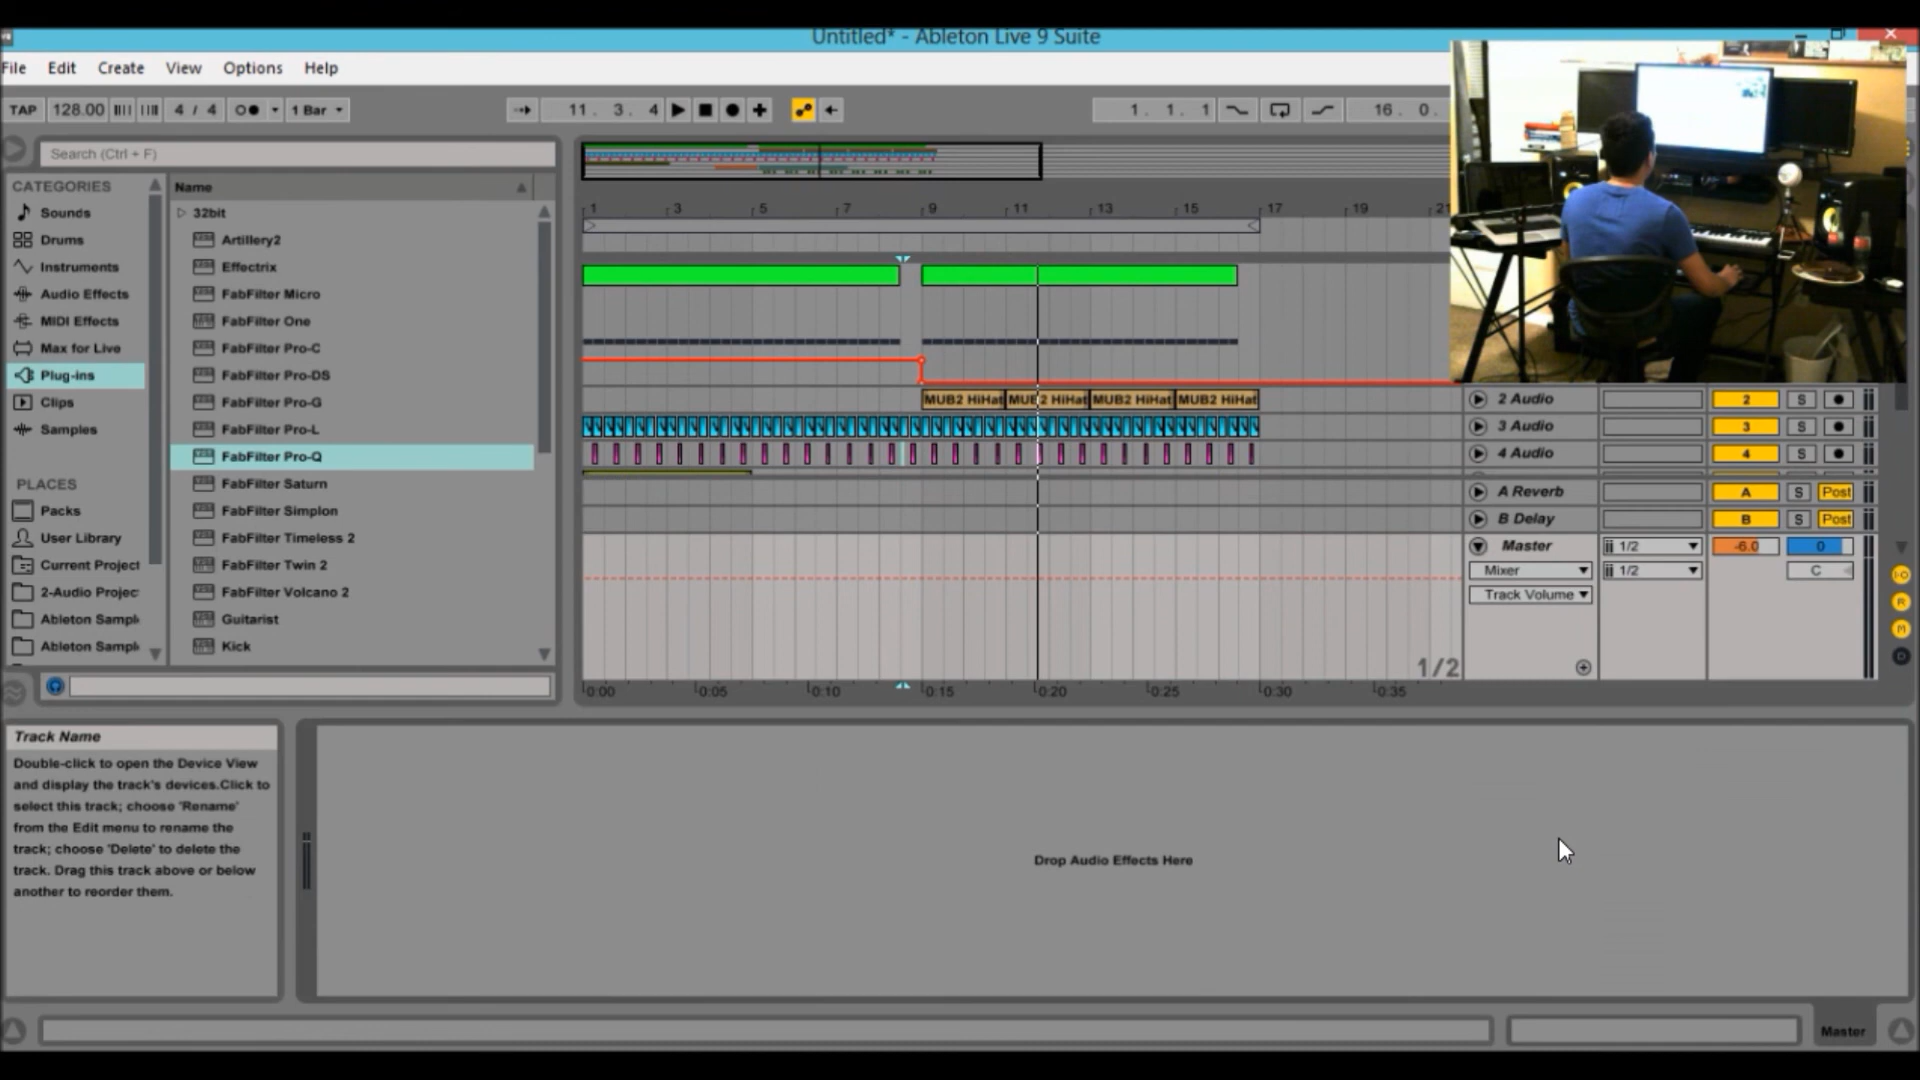 Untitled* - Ableton Live 9 Suite
File Edit Create View Options Help
TAP 128.00 4 / 4 1 Bar 11. 3. 4 1. 1. 1 16. 0.
Search (Ctrl + F)
CATEGORIES
Sounds
Drums
Instruments
Audio Effects
MIDI Effects
Max for Live
Plug-ins
Clips
Samples
PLACES
Packs
User Library
Current Project
2-Audio Projec
Ableton Sampl
Ableton Sampl
Name
32bit
Artillery2
Effectrix
FabFilter Micro
FabFilter One
FabFilter Pro-C
FabFilter Pro-DS
FabFilter Pro-G
FabFilter Pro-L
FabFilter Pro-Q
FabFilter Saturn
FabFilter Simplon
FabFilter Timeless 2
FabFilter Twin 2
FabFilter Volcano 2
Guitarist
Kick
1 3 5 7 9 11 13 15 17 19 21
MUB2 HiHat MUB2 HiHat MUB2 HiHat MUB2 HiHat
2 Audio 2 S
3 Audio 3 S
4 Audio 4 S
A Reverb A S Post
B Delay B S Post
Master 1/2 -6.0 0
Mixer 1/2 C
Track Volume
1/2
0:00 0:05 0:10 0:15 0:20 0:25 0:30 0:35
Track Name
Double-click to open the Device View
and display the track's devices.Click to
select this track; choose 'Rename'
from the Edit menu to rename the
track; choose 'Delete' to delete the
track. Drag this track above or below
another to reorder them.
Drop Audio Effects Here
Master